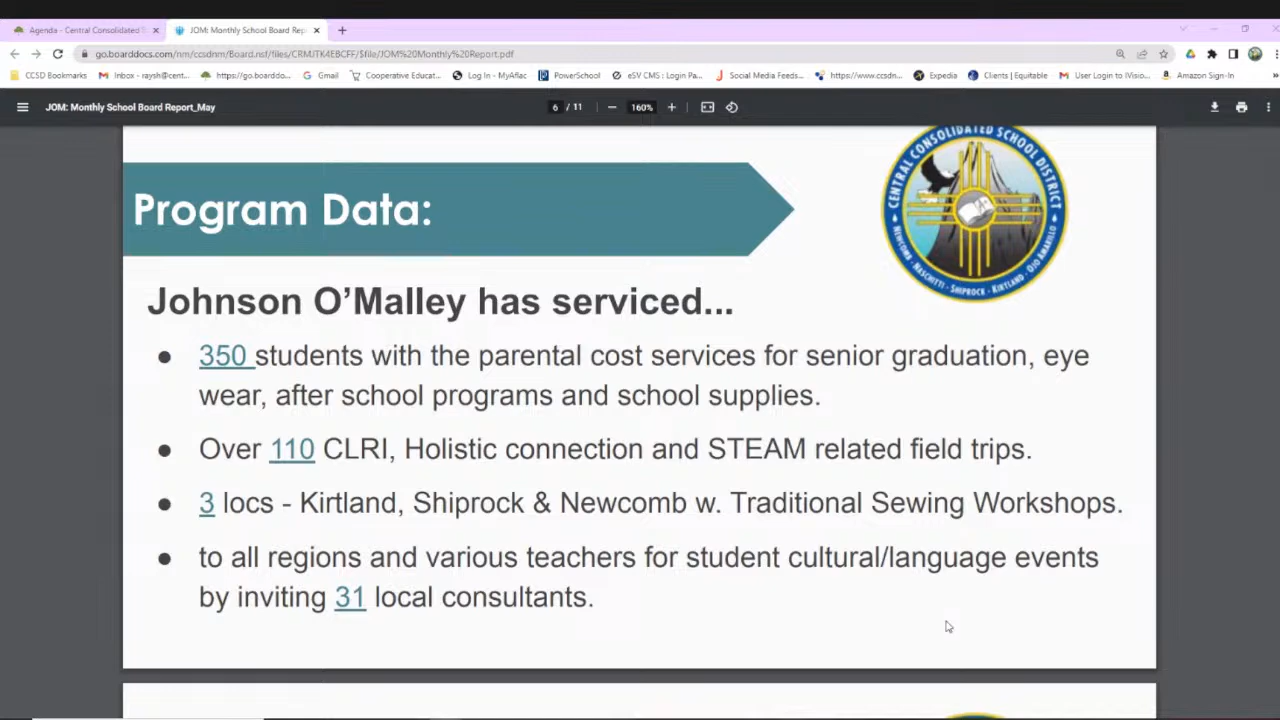 Agenda - Central Consolidated
JOM: Monthly School Board Rep
go.boarddocs.com/nm/ccsdnm/Board.nsf/files/CRMJTK4EBCFF/$file/JOM%20Monthly%20Report.pdf
CCSD Bookmarks Inbox - raysh@cent... https://go.boarddo... Gmail Cooperative Educat... Log In - MyAflac PowerSchool eSV CMS : Login Pa... Social Media Feeds... https://www.ccsdn... Expedia Clients | Equitable User Login to iVisio... Amazon Sign-In »
JOM: Monthly School Board Report_May 6 / 11 160%
CENTRAL CONSOLIDATED SCHOOL DISTRICT
NEWCOMB - NASCHITTI - SHIPROCK - KIRTLAND - OJO AMARILLO
Program Data:
Johnson O’Malley has serviced...
● 350 students with the parental cost services for senior graduation, eye
wear, after school programs and school supplies.
● Over 110 CLRI, Holistic connection and STEAM related field trips.
● 3 locs - Kirtland, Shiprock & Newcomb w. Traditional Sewing Workshops.
● to all regions and various teachers for student cultural/language events
by inviting 31 local consultants.